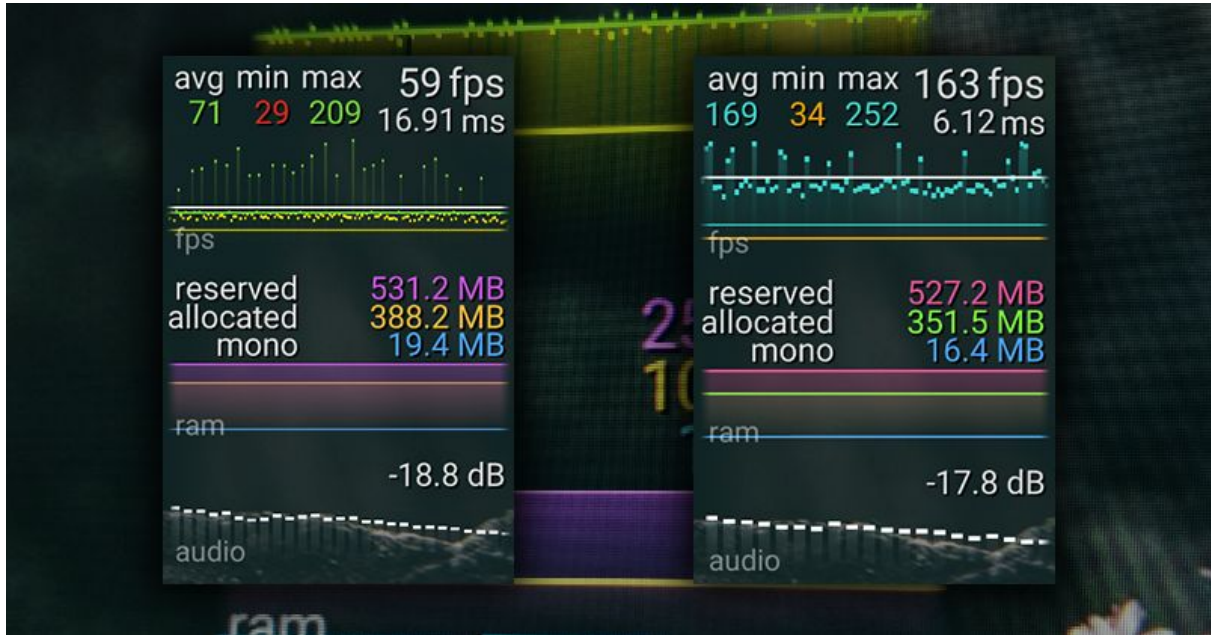 avg min max 59 fps
71 29 209 16.91 ms
fps
reserved 531.2 MB
allocated 388.2 MB
mono 19.4 MB
ram
-18.8 dB
audio
avg min max 163 fps
169 34 252 6.12 ms
fps
reserved 527.2 MB
allocated 351.5 MB
mono 16.4 MB
ram
-17.8 dB
audio
ram